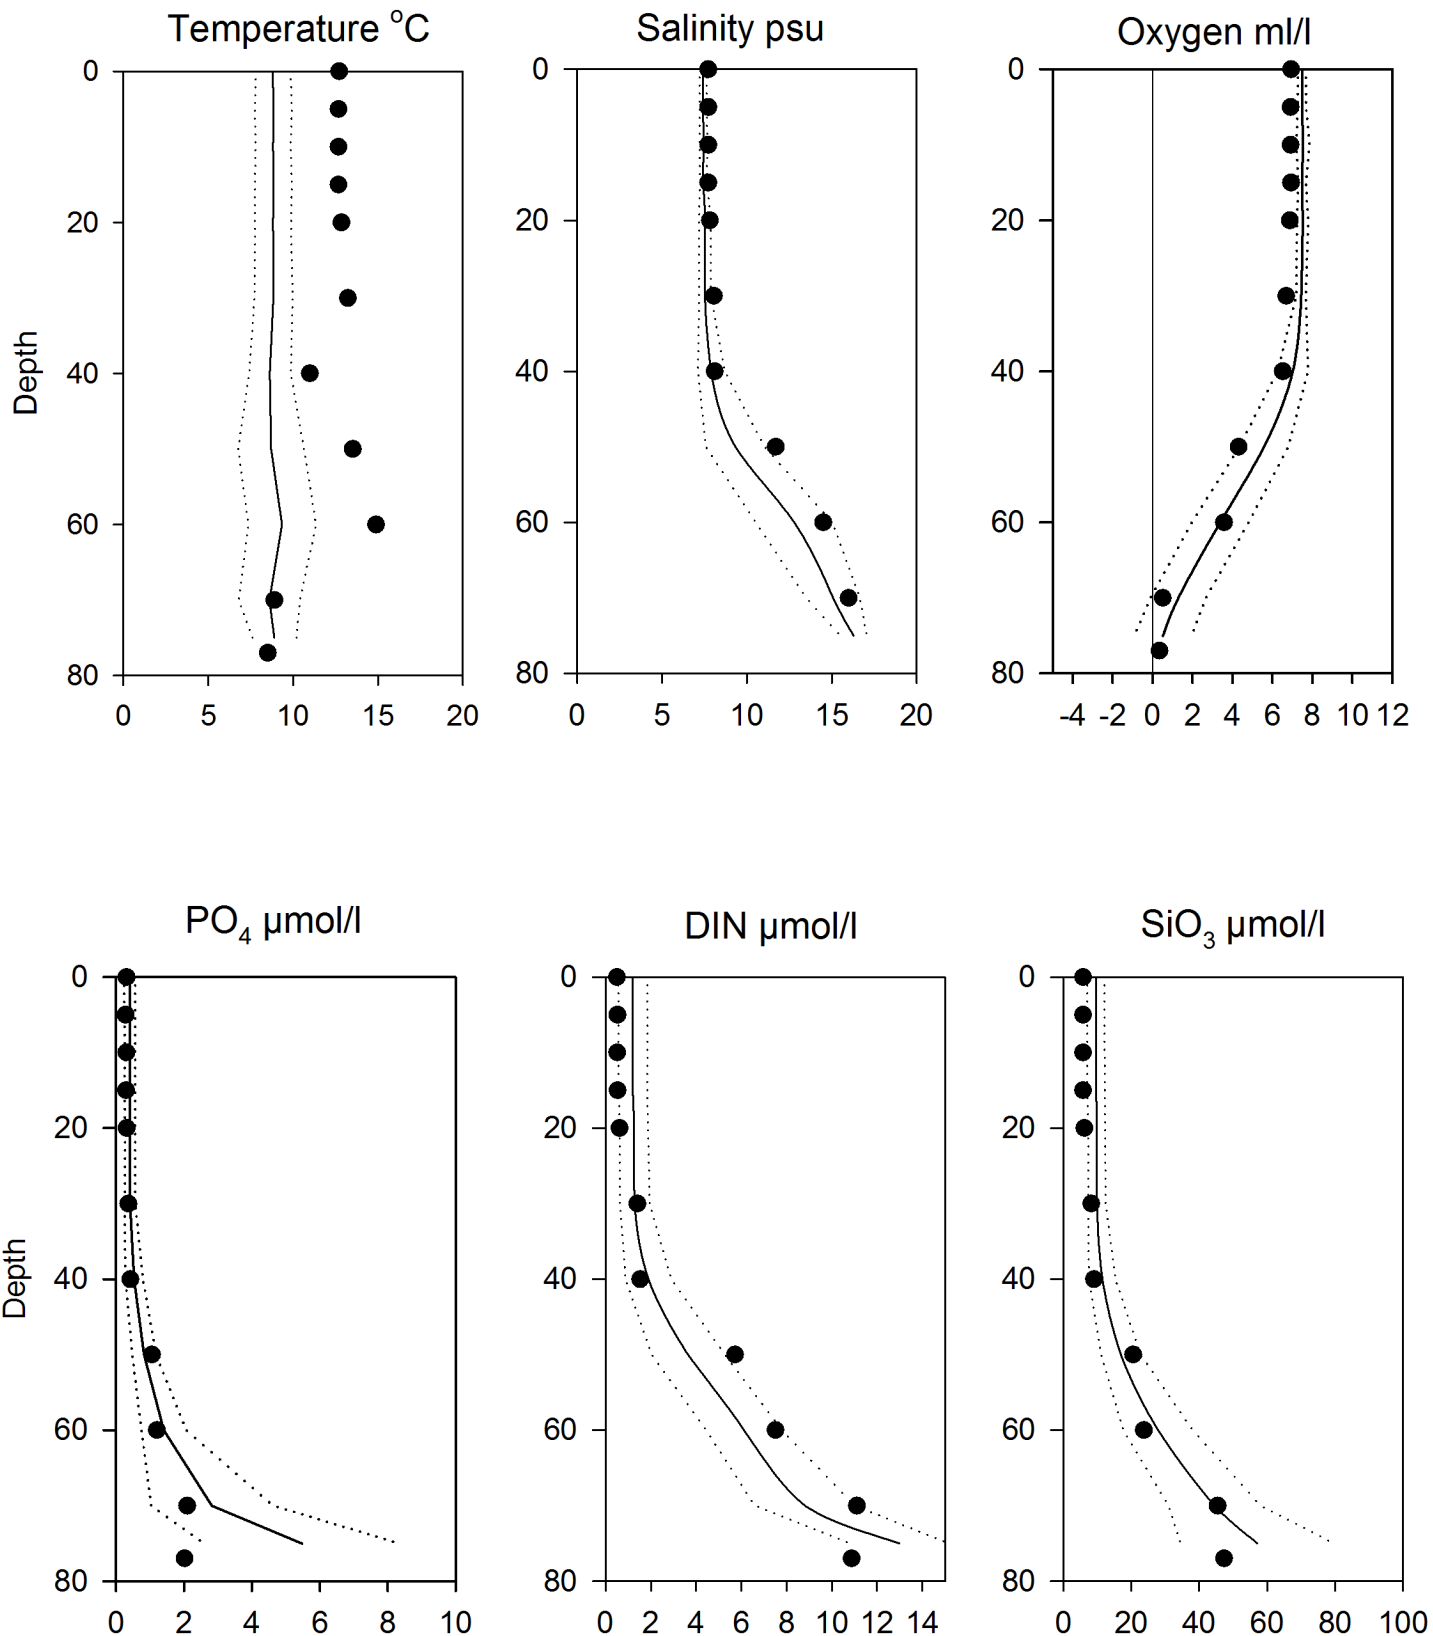 Temperature °C
Salinity psu
Oxygen ml/l
0
20
40
60
80
Depth
0 5 10 15 20
0
20
40
60
80
0 5 10 15 20
0
20
40
60
80
-4 -2 0 2 4 6 8 10 12
PO₄ µmol/l
DIN µmol/l
SiO₃ µmol/l
0
20
40
60
80
Depth
0 2 4 6 8 10
0
20
40
60
80
0 2 4 6 8 10 12 14
0
20
40
60
80
0 20 40 60 80 100